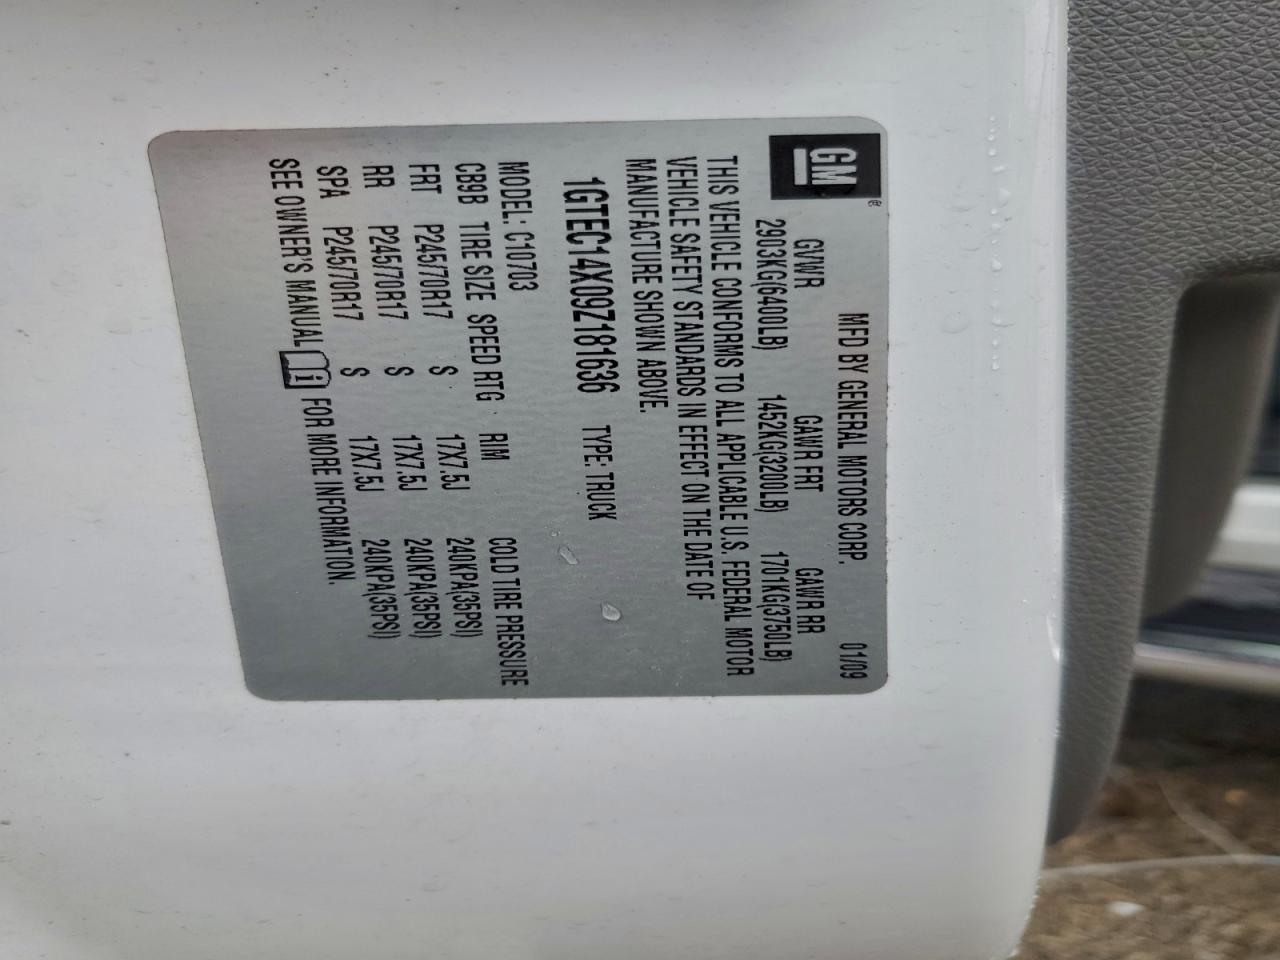 GM ®
MFD BY GENERAL MOTORS CORP. 01/09
GVWR GAWR FRT GAWR RR
2903KG(6400LB) 1452KG(3200LB) 1701KG(3750LB)
THIS VEHICLE CONFORMS TO ALL APPLICABLE U.S. FEDERAL MOTOR
VEHICLE SAFETY STANDARDS IN EFFECT ON THE DATE OF
MANUFACTURE SHOWN ABOVE.
1GTEC14X09Z181636 TYPE: TRUCK
MODEL: C10703
CB9B TIRE SIZE SPEED RTG RIM COLD TIRE PRESSURE
FRT P245/70R17 S 17X7.5J 240KPA(35PSI)
RR P245/70R17 S 17X7.5J 240KPA(35PSI)
SPA P245/70R17 S 17X7.5J 240KPA(35PSI)
SEE OWNER'S MANUAL i FOR MORE INFORMATION.